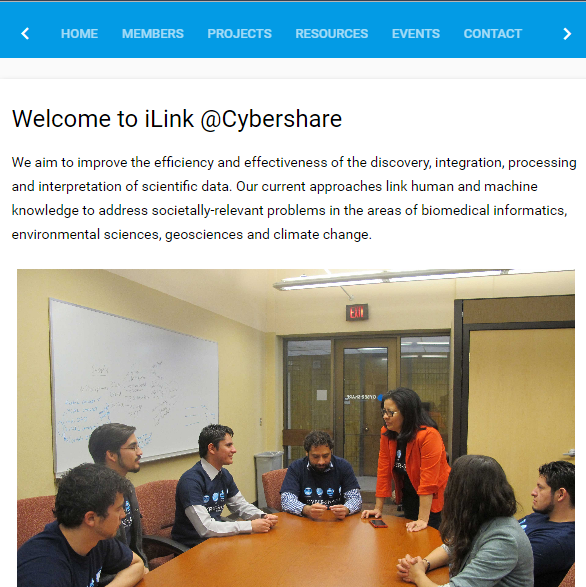 HOME MEMBERS PROJECTS RESOURCES EVENTS CONTACT
Welcome to iLink @Cybershare
We aim to improve the efficiency and effectiveness of the discovery, integration, processing
and interpretation of scientific data. Our current approaches link human and machine
knowledge to address societally-relevant problems in the areas of biomedical informatics,
environmental sciences, geosciences and climate change.
EXIT